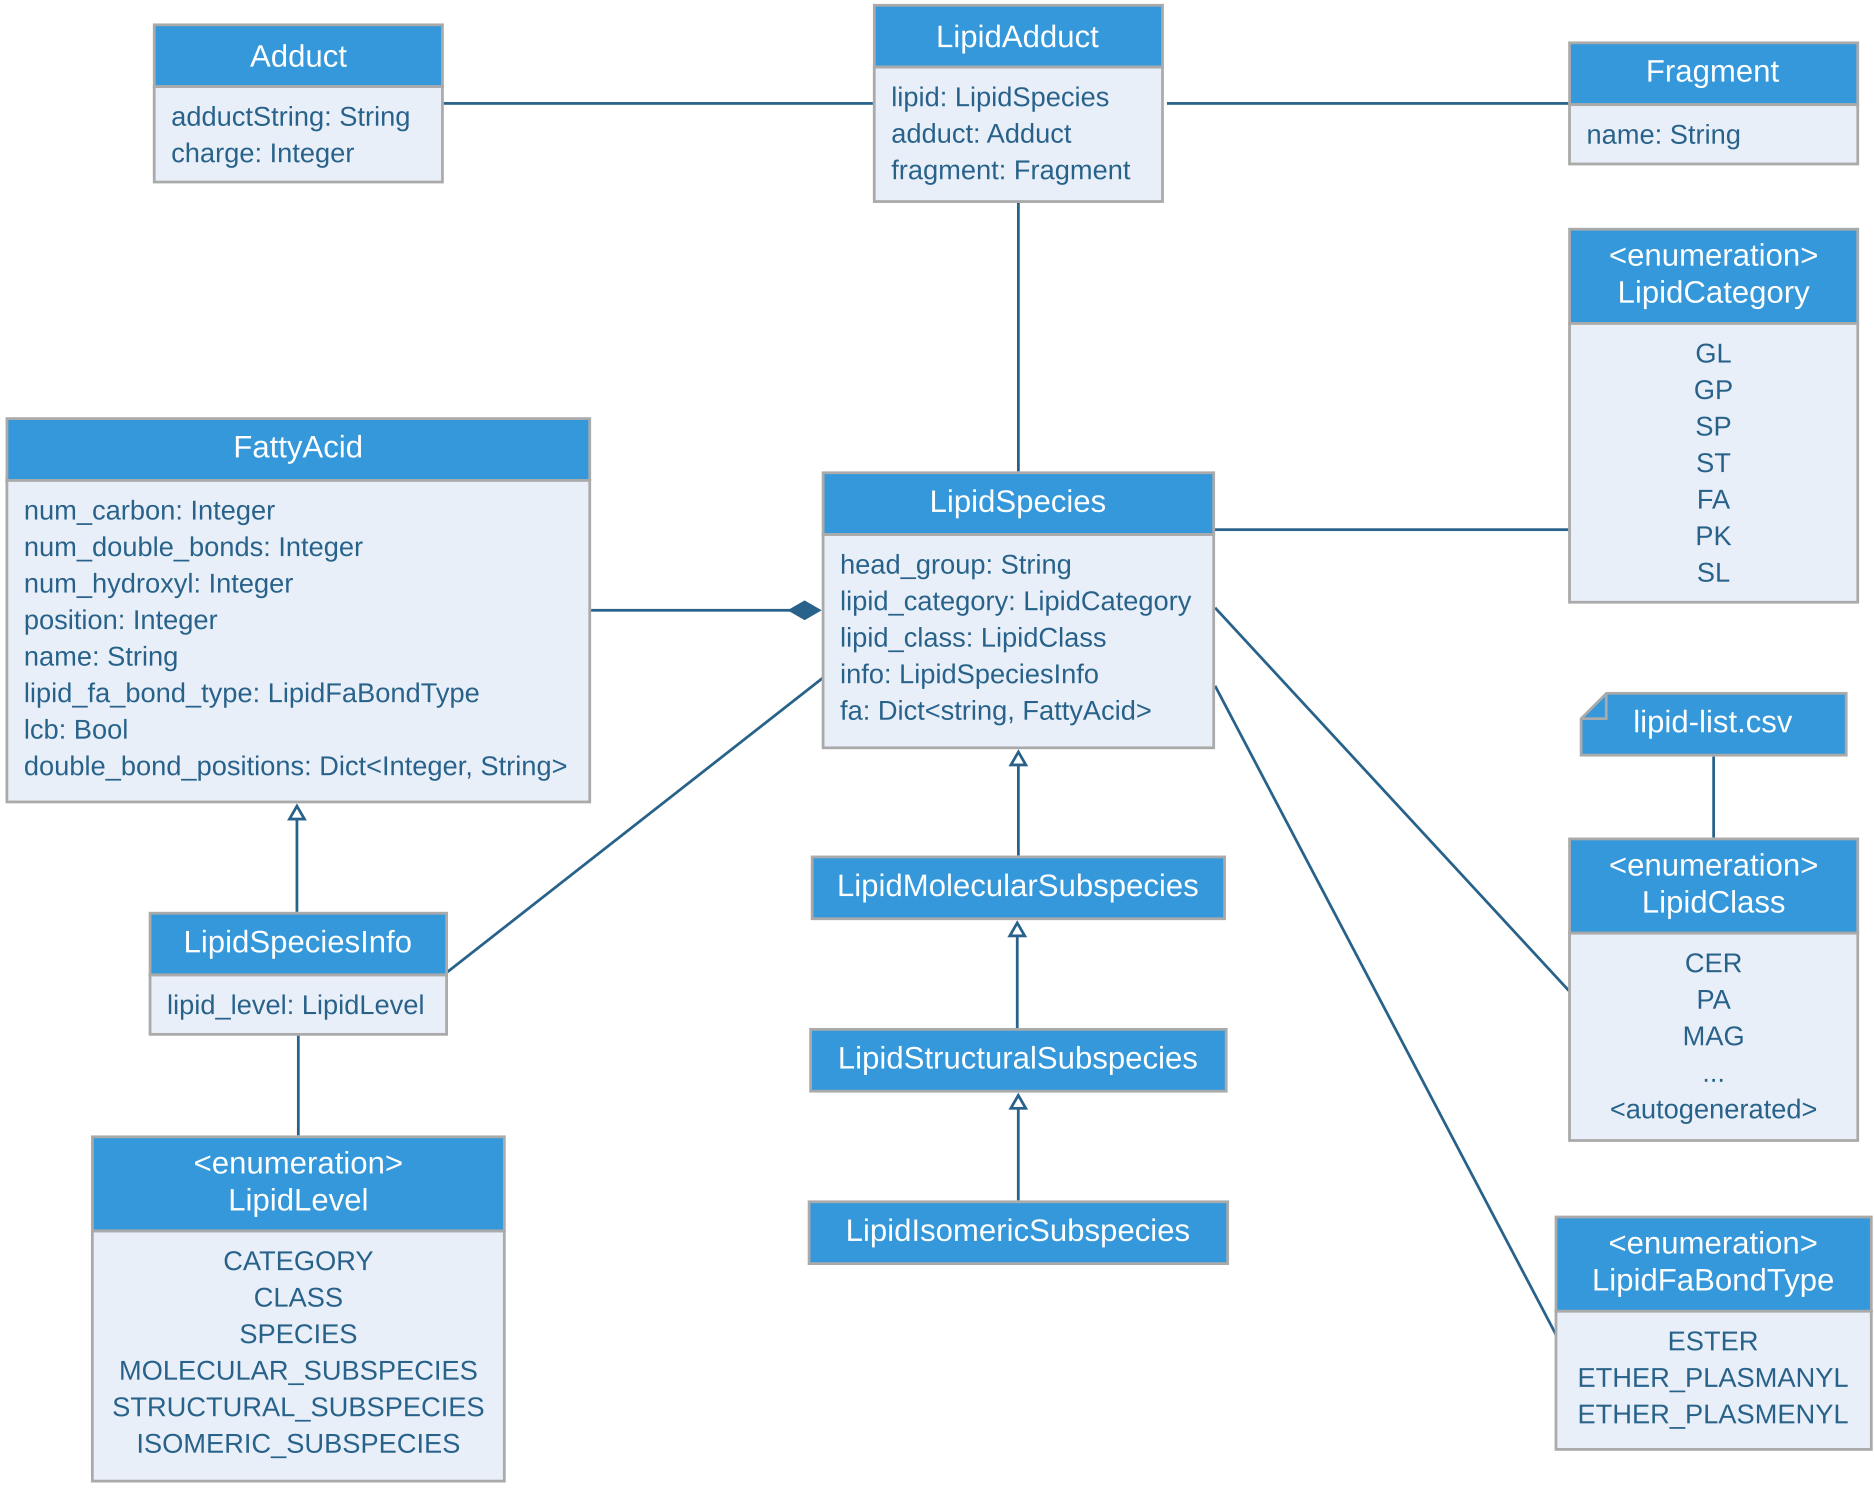 Adduct
adductString: String
charge: Integer
LipidAdduct
lipid: LipidSpecies
adduct: Adduct
fragment: Fragment
Fragment
name: String
<enumeration>
LipidCategory
GL
GP
SP
ST
FA
PK
SL
FattyAcid
num_carbon: Integer
num_double_bonds: Integer
num_hydroxyl: Integer
position: Integer
name: String
lipid_fa_bond_type: LipidFaBondType
lcb: Bool
double_bond_positions: Dict<Integer, String>
LipidSpecies
head_group: String
lipid_category: LipidCategory
lipid_class: LipidClass
info: LipidSpeciesInfo
fa: Dict<string, FattyAcid>
lipid-list.csv
<enumeration>
LipidClass
CER
PA
MAG
...
<autogenerated>
LipidMolecularSubspecies
LipidSpeciesInfo
lipid_level: LipidLevel
LipidStructuralSubspecies
<enumeration>
LipidLevel
CATEGORY
CLASS
SPECIES
MOLECULAR_SUBSPECIES
STRUCTURAL_SUBSPECIES
ISOMERIC_SUBSPECIES
LipidIsomericSubspecies
<enumeration>
LipidFaBondType
ESTER
ETHER_PLASMANYL
ETHER_PLASMENYL